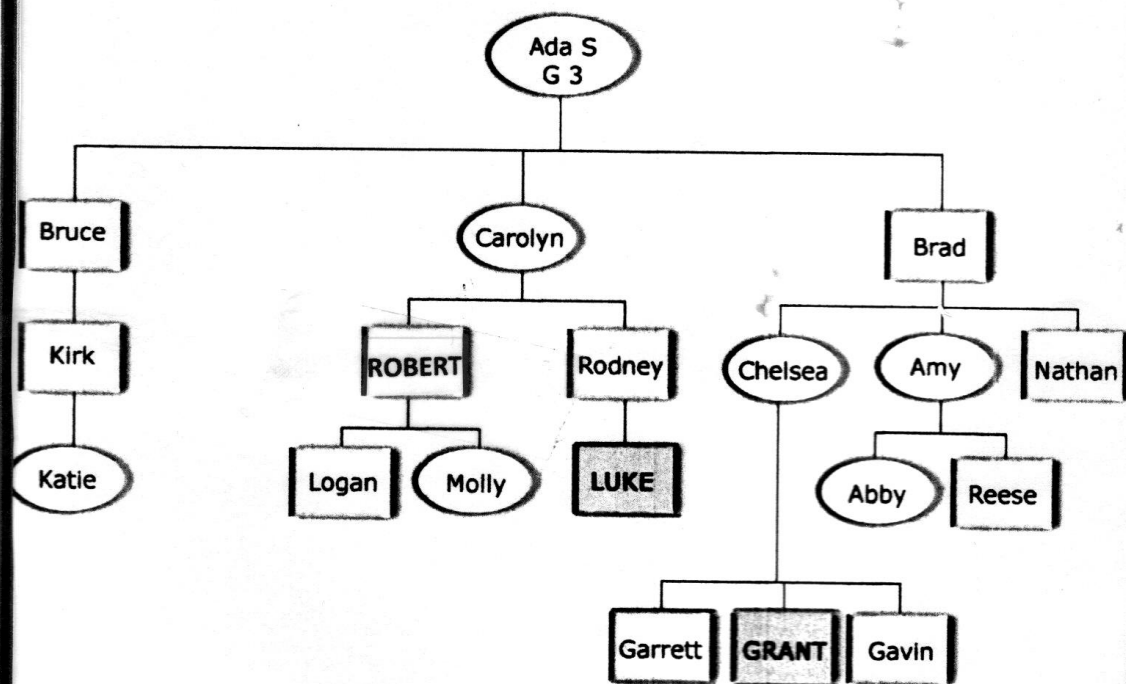 Ada S
G 3
Bruce
Carolyn
Brad
Kirk
ROBERT
Rodney
Chelsea
Amy
Nathan
Katie
Logan
Molly
LUKE
Abby
Reese
Garrett
GRANT
Gavin